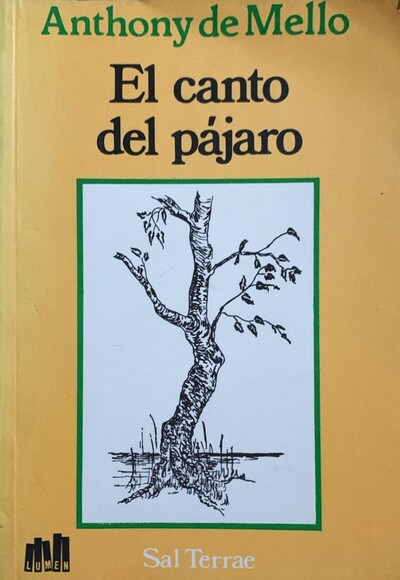 Anthony de Mello
El canto
del pájaro
LUMEN
Sal Terrae